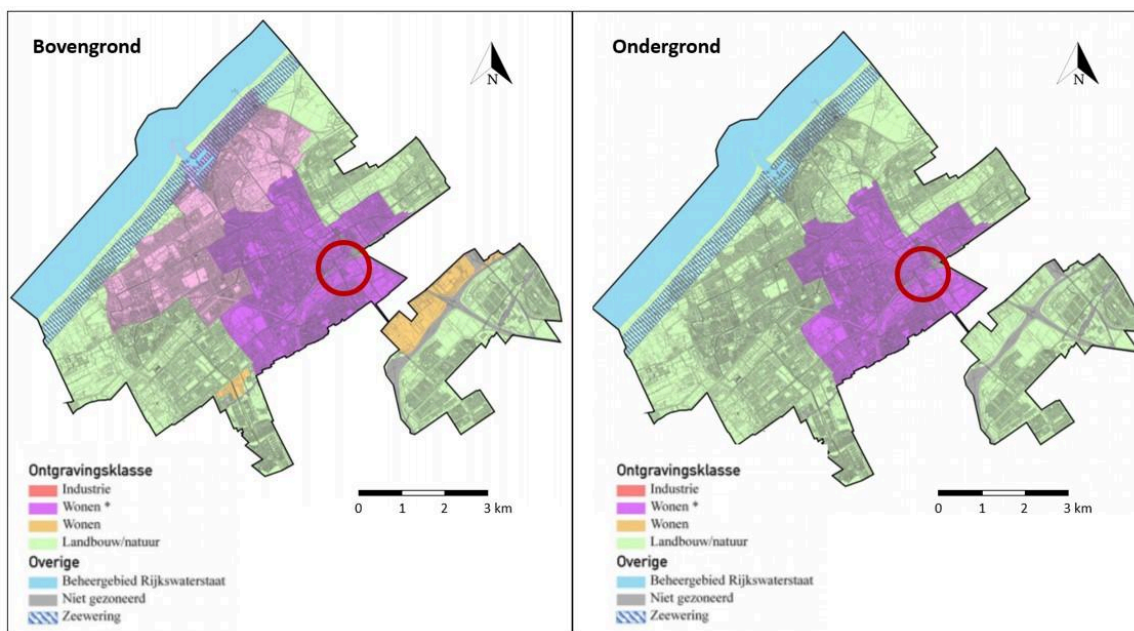 Bovengrond
N
Ontgravingsklasse
Industrie
Wonen *
Wonen
Landbouw/natuur
Overige
Beheergebied Rijkswaterstaat
Niet gezoneerd
Zeewering
0 1 2 3 km
Ondergrond
N
Ontgravingsklasse
Industrie
Wonen *
Wonen
Landbouw/natuur
Overige
Beheergebied Rijkswaterstaat
Niet gezoneerd
Zeewering
0 1 2 3 km